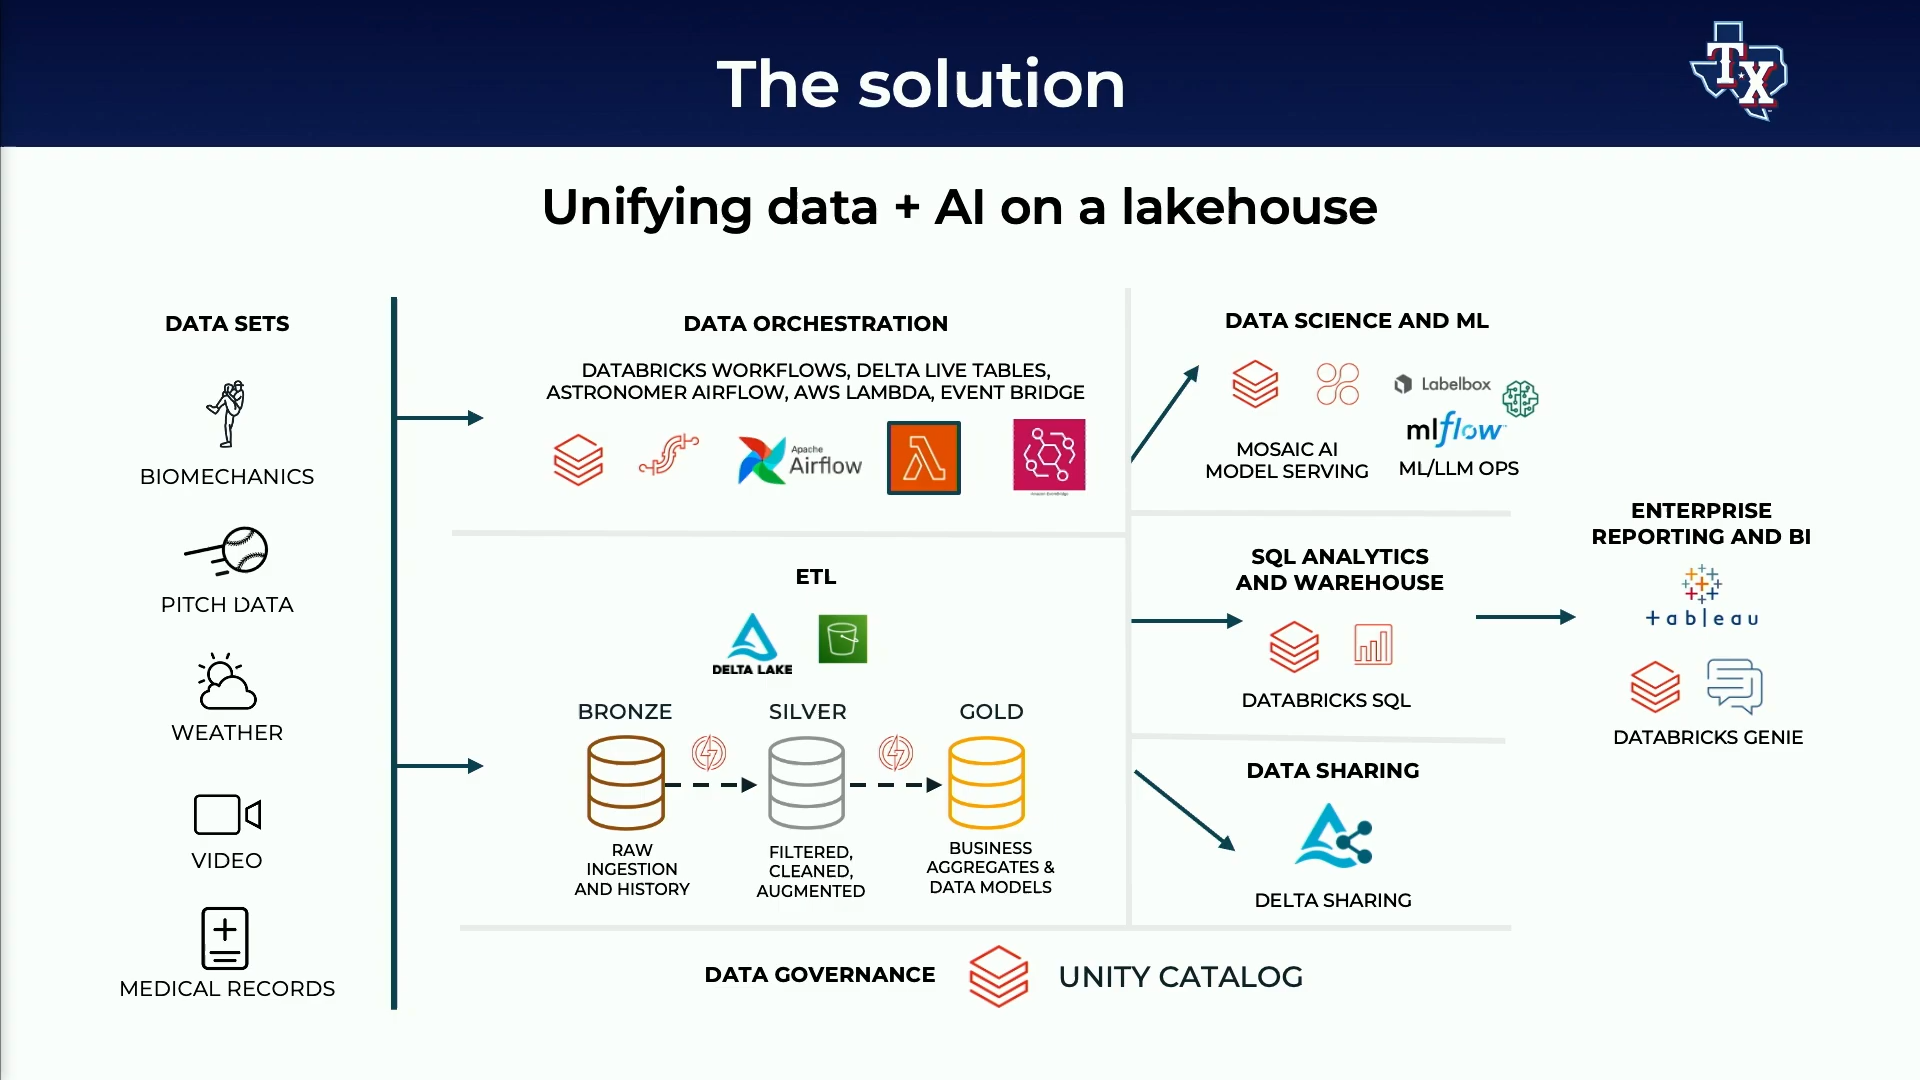 The solution
TX
Unifying data + AI on a lakehouse
DATA SETS
BIOMECHANICS
PITCH DATA
WEATHER
VIDEO
MEDICAL RECORDS
DATA ORCHESTRATION
DATABRICKS WORKFLOWS, DELTA LIVE TABLES,
ASTRONOMER AIRFLOW, AWS LAMBDA, EVENT BRIDGE
Apache
Airflow
Amazon EventBridge
ETL
DELTA LAKE
BRONZE
SILVER
GOLD
RAW
INGESTION
AND HISTORY
FILTERED,
CLEANED,
AUGMENTED
BUSINESS
AGGREGATES &
DATA MODELS
DATA SCIENCE AND ML
MOSAIC AI
MODEL SERVING
Labelbox
mlflow
ML/LLM OPS
SQL ANALYTICS
AND WAREHOUSE
DATABRICKS SQL
DATA SHARING
DELTA SHARING
ENTERPRISE
REPORTING AND BI
+ableau
DATABRICKS GENIE
DATA GOVERNANCE
UNITY CATALOG